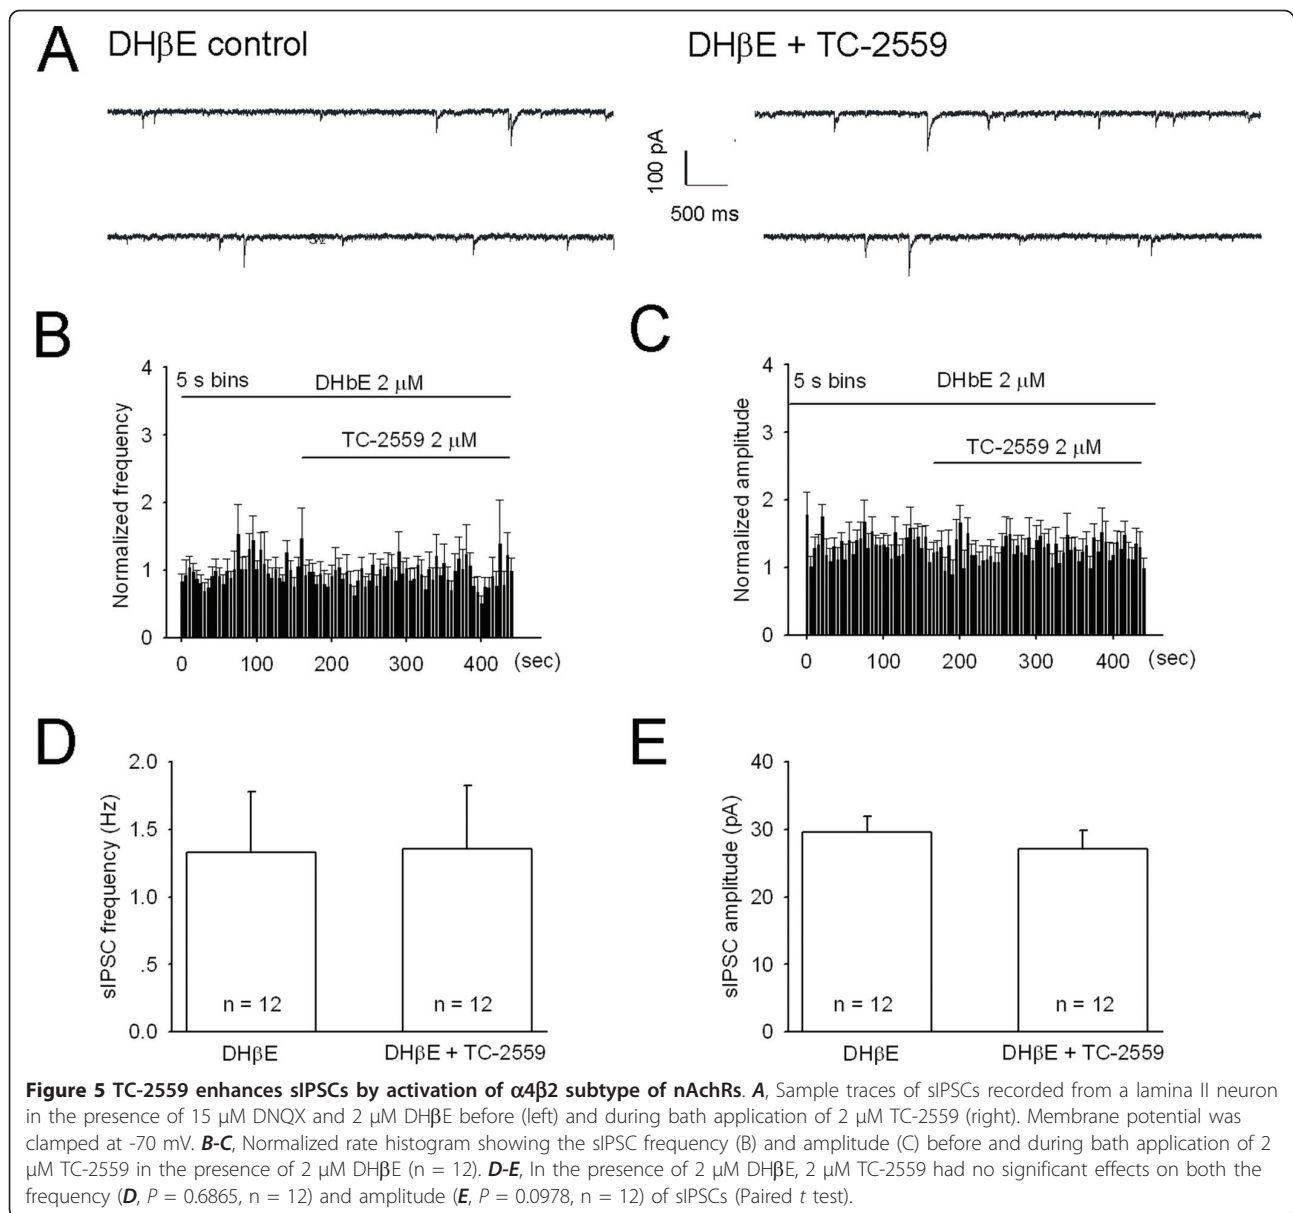 A
DHβE control
DHβE + TC-2559
100 pA
500 ms
B
4
3
2
1
0
Normalized frequency
5 s bins
DHbE 2 μM
TC-2559 2 μM
0 100 200 300 400 (sec)
C
4
3
2
1
0
Normalized amplitude
5 s bins
DHbE 2 μM
TC-2559 2 μM
0 100 200 300 400 (sec)
D
2.0
1.5
1.0
.5
0.0
sIPSC frequency (Hz)
n = 12
n = 12
DHβE
DHβE + TC-2559
E
40
30
20
10
0
sIPSC amplitude (pA)
n = 12
n = 12
DHβE
DHβE + TC-2559
Figure 5 TC-2559 enhances sIPSCs by activation of α4β2 subtype of nAchRs. A, Sample traces of sIPSCs recorded from a lamina II neuron
in the presence of 15 μM DNQX and 2 μM DHβE before (left) and during bath application of 2 μM TC-2559 (right). Membrane potential was
clamped at -70 mV. B-C, Normalized rate histogram showing the sIPSC frequency (B) and amplitude (C) before and during bath application of 2
μM TC-2559 in the presence of 2 μM DHβE (n = 12). D-E, In the presence of 2 μM DHβE, 2 μM TC-2559 had no significant effects on both the
frequency (D, P = 0.6865, n = 12) and amplitude (E, P = 0.0978, n = 12) of sIPSCs (Paired t test).